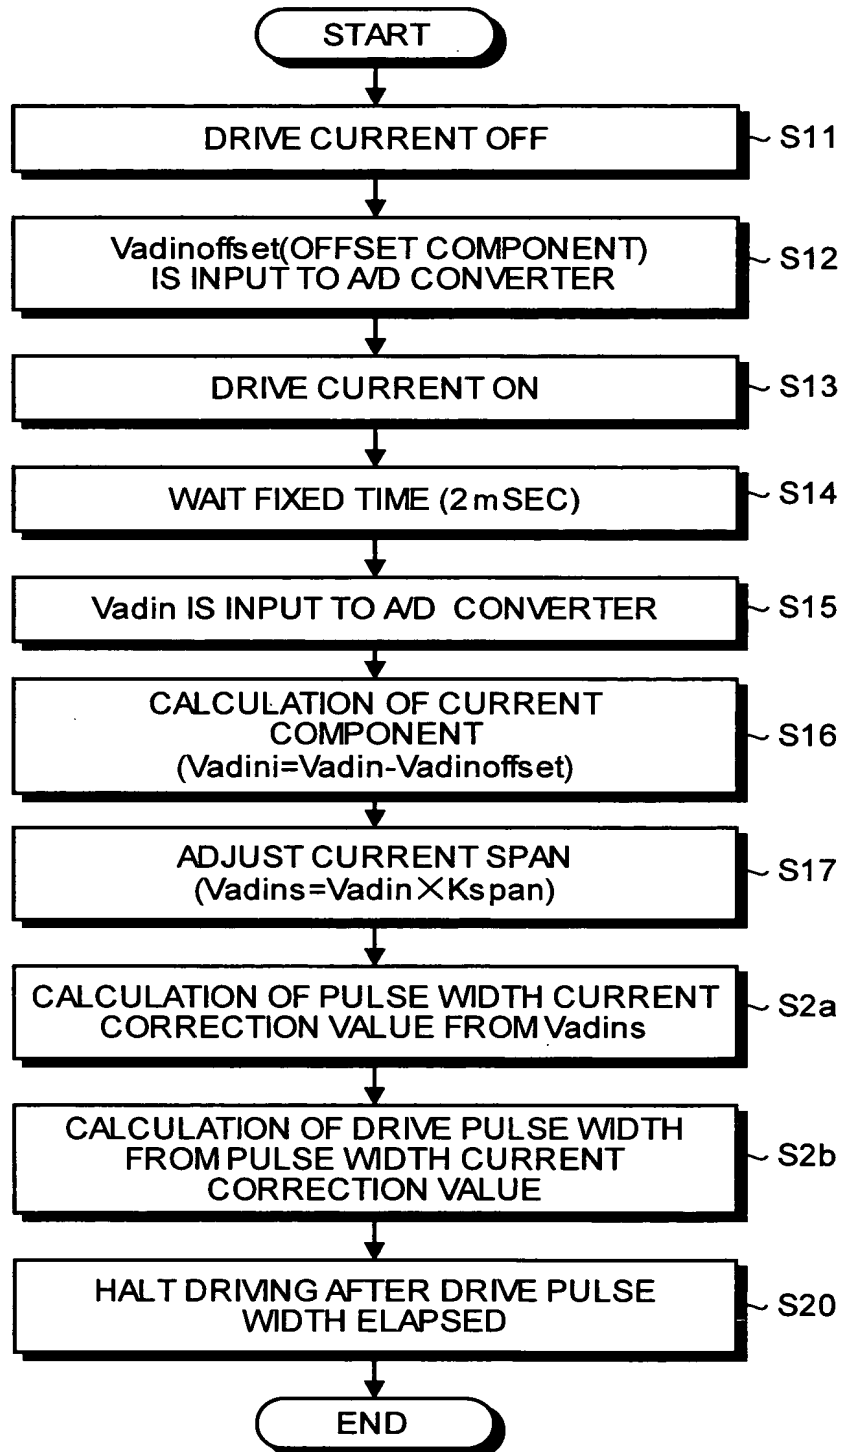 START
DRIVE CURRENT OFF
S11
Vadinoffset(OFFSET COMPONENT)
IS INPUT TO A/D CONVERTER
S12
DRIVE CURRENT ON
S13
WAIT FIXED TIME (2mSEC)
S14
Vadin IS INPUT TO A/D CONVERTER
S15
CALCULATION OF CURRENT
COMPONENT
(Vadini=Vadin-Vadinoffset)
S16
ADJUST CURRENT SPAN
(Vadins=Vadin×Kspan)
S17
CALCULATION OF PULSE WIDTH CURRENT
CORRECTION VALUE FROM Vadins
S2a
CALCULATION OF DRIVE PULSE WIDTH
FROM PULSE WIDTH CURRENT
CORRECTION VALUE
S2b
HALT DRIVING AFTER DRIVE PULSE
WIDTH ELAPSED
S20
END